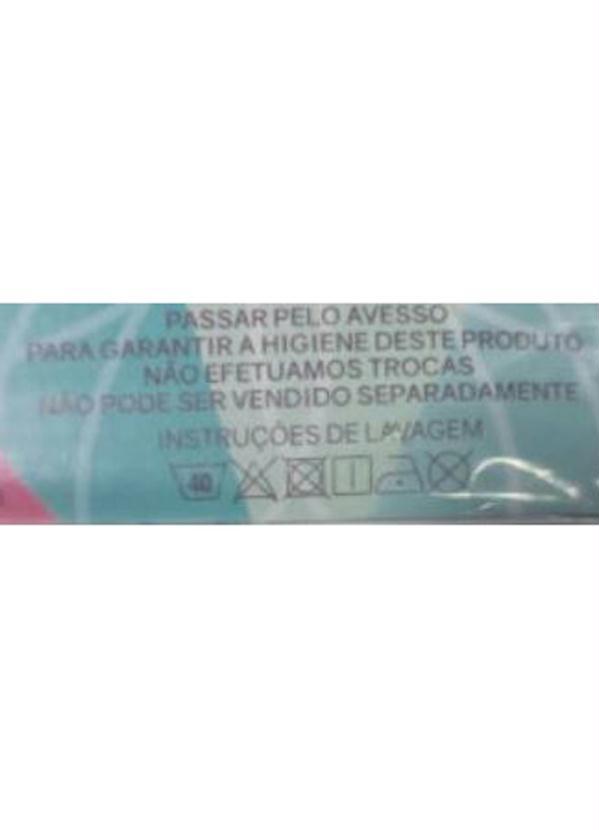 PASSAR PELO AVESSO
PARA GARANTIR A HIGIENE DESTE PRODUTO
NÃO EFETUAMOS TROCAS
NÃO PODE SER VENDIDO SEPARADAMENTE
INSTRUÇÕES DE LAVAGEM
40